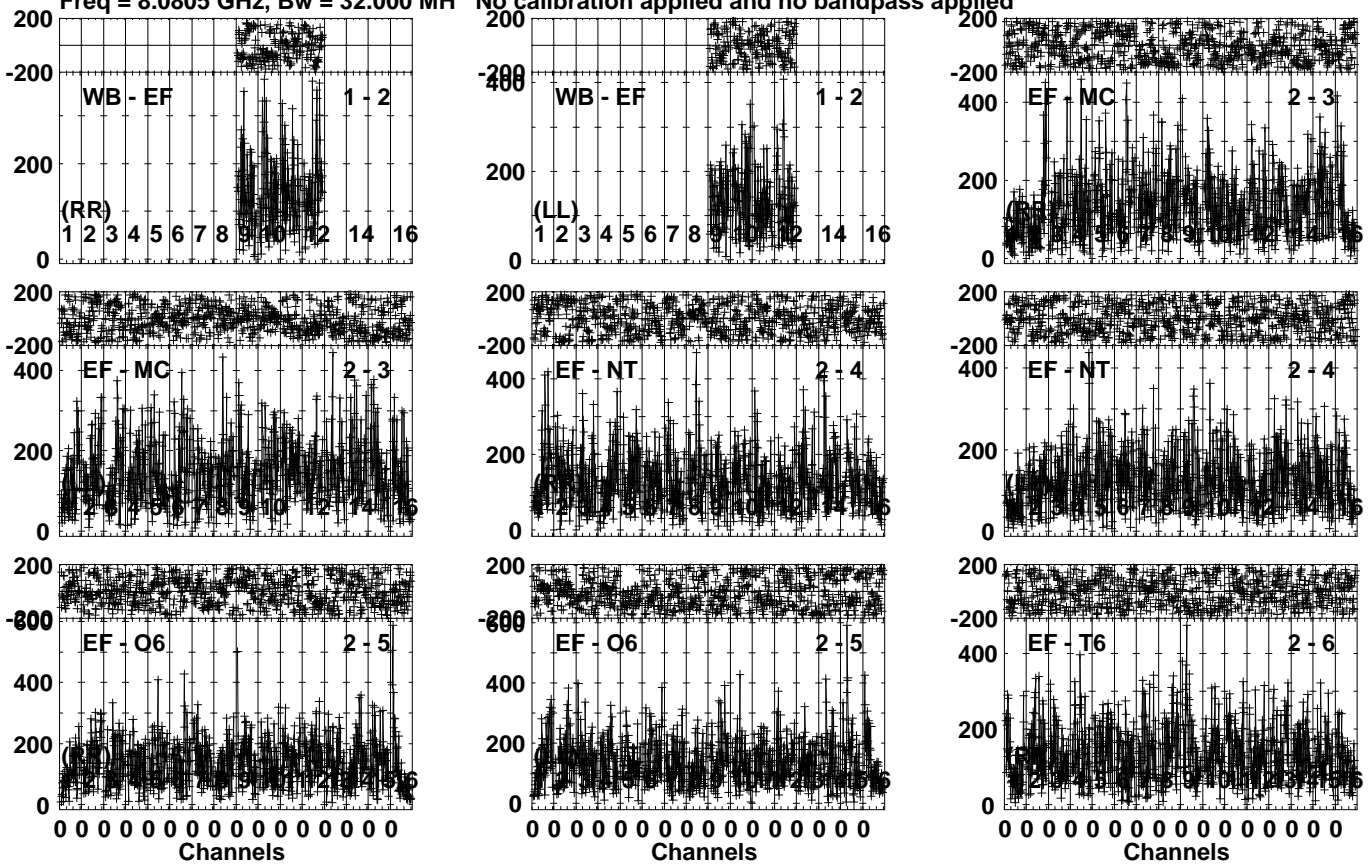 Freq = 8.0805 GHz, Bw = 32.000 MH No calibration applied and no bandpass applied
200 200 200
-200 -200 -200
400 400
WB - EF 1 - 2 WB - EF 1 - 2 EF - MC 2 - 3
200 200 200
(RR) (LL)
1 2 3 4 5 6 7 8 9 10 12 14 16 1 2 3 4 5 6 7 8 9 10 12 14 16
0 0 0
200 200 200
-200 -200 -200
EF - MC 2 - 3 EF - NT 2 - 4 EF - NT 2 - 4
400 400 400
200 200 200
0 0 0
200 200 200
-200 -200 -200
600 600
EF - O6 2 - 5 EF - O6 2 - 5 EF - T6 2 - 6
400 400 400
200 200 200
0 0 0
0 0 0 0 0 0 0 0 0 0 0 0 0 0 0 0 0 0 0 0 0 0 0 0 0 0 0 0 0 0 0 0 0 0 0 0 0 0 0 0 0 0 0 0 0 0 0 0
Channels Channels Channels